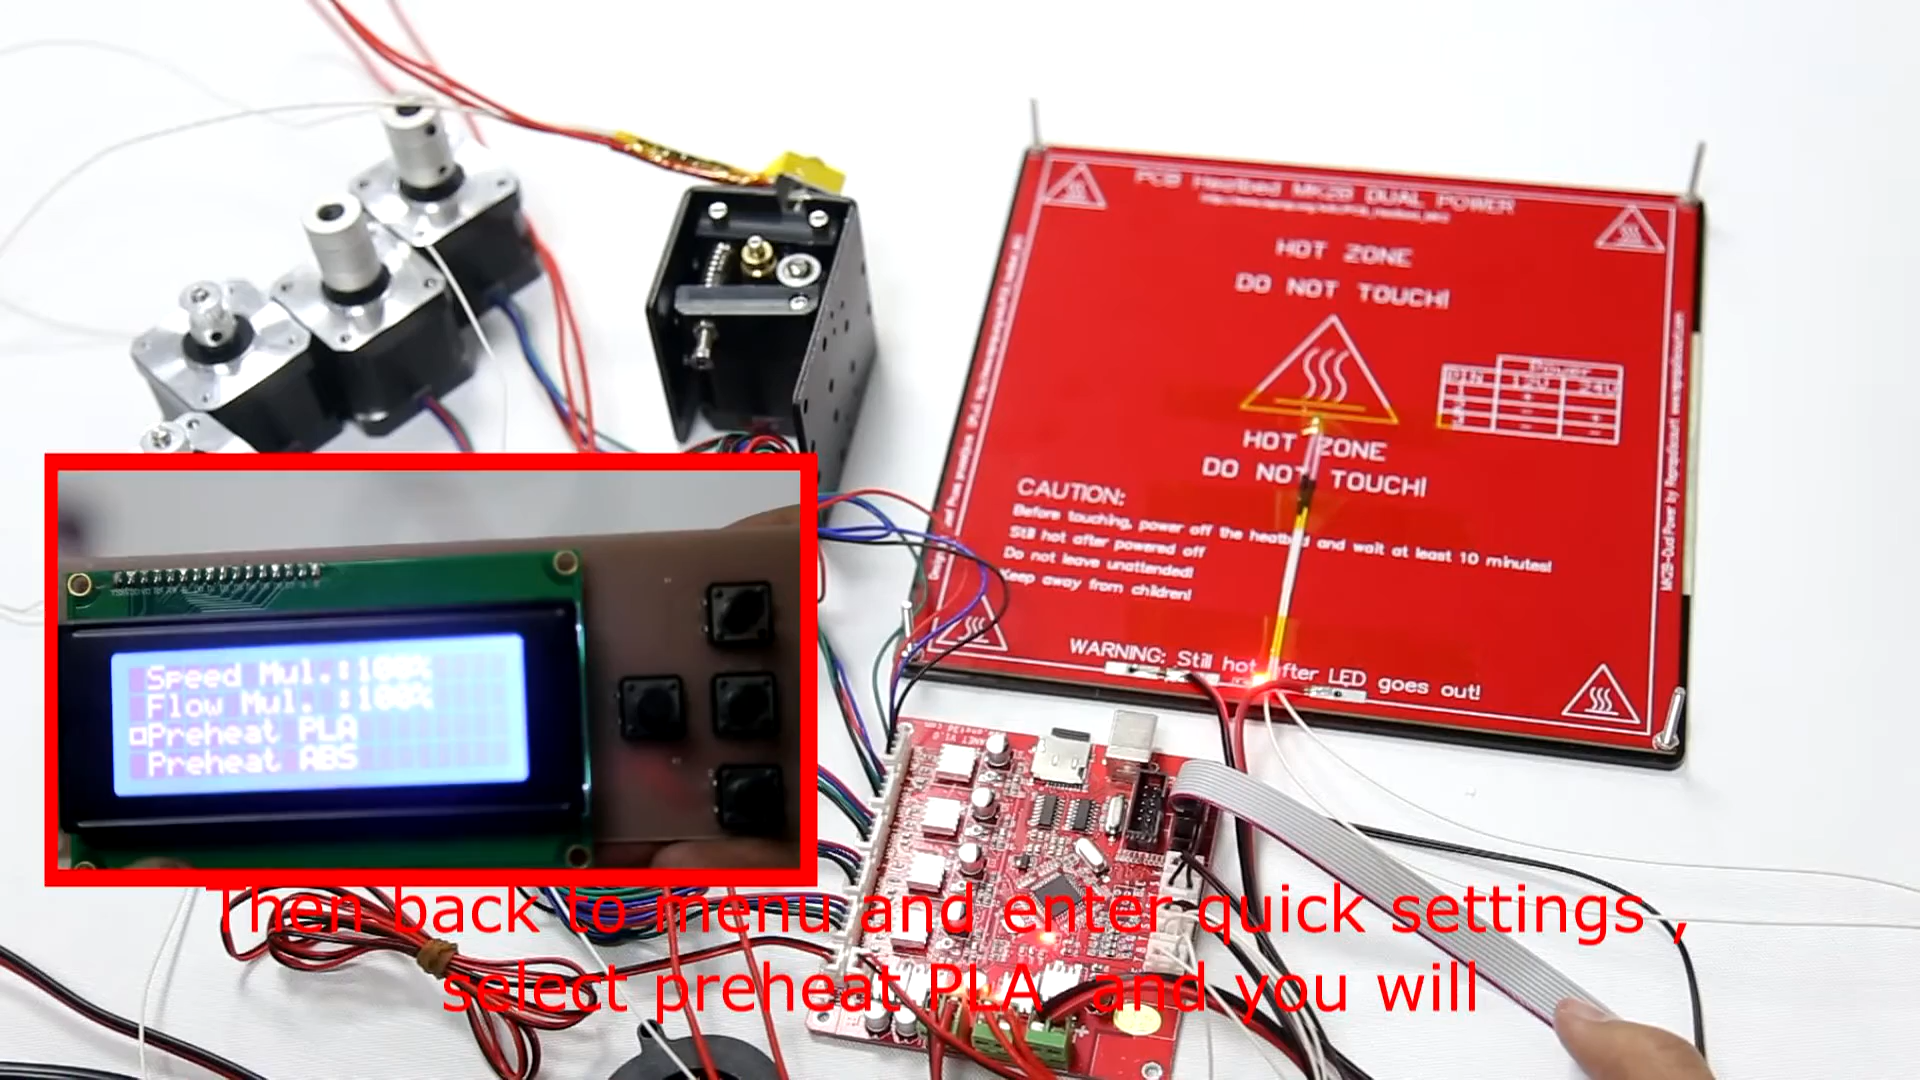 PCB Heatbed MK2B DUAL POWER
HOT ZONE
DO NOT TOUCH!
Power
12V 24V
HOT ZONE
DO NOT TOUCH!
CAUTION:
Before touching, power off the heatbed and wait at least 10 minutes!
Still hot after powered off
Do not leave unattended!
Keep away from children!
WARNING: Still hot after LED goes out!
Speed Mul.:100%
Flow Mul. :100%
Preheat PLA
Preheat ABS
Then back to menu and enter quick settings ,
select preheat PLA and you will